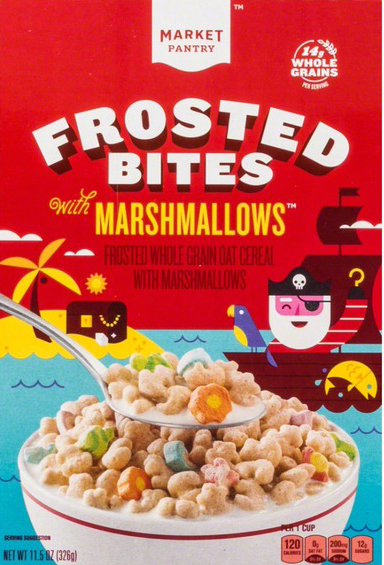 MARKET
PANTRY
TM
14g
WHOLE
GRAINS
PER SERVING
FROSTED
BITES
with MARSHMALLOWS™
FROSTED WHOLE GRAIN OAT CEREAL
WITH MARSHMALLOWS
?
SERVING SUGGESTION
NET WT 11.5 OZ (326g)
PER 1 CUP
120
CALORIES
0g
SAT FAT
200mg
SODIUM
12g
SUGARS